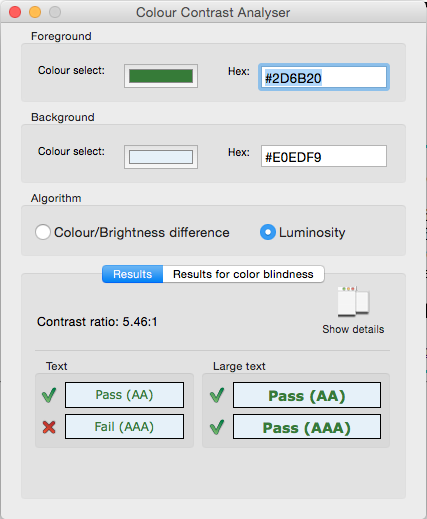 Colour Contrast Analyser
Foreground
Colour select: Hex: #2D6B20
Background
Colour select: Hex: #E0EDF9
Algorithm
Colour/Brightness difference Luminosity
Results Results for color blindness
Contrast ratio: 5.46:1
Show details
Text Large text
Pass (AA) Pass (AA)
Fail (AAA) Pass (AAA)